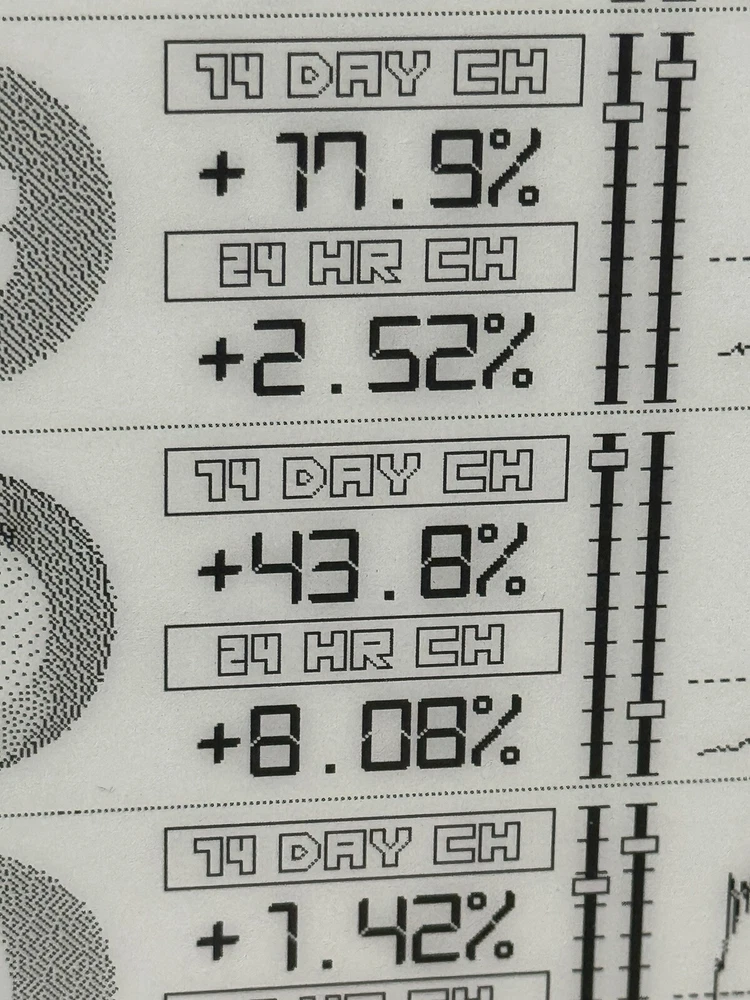 14 DAY CH
+17.9%
24 HR CH
+2.52%
14 DAY CH
+43.8%
24 HR CH
+8.08%
14 DAY CH
+1.42%